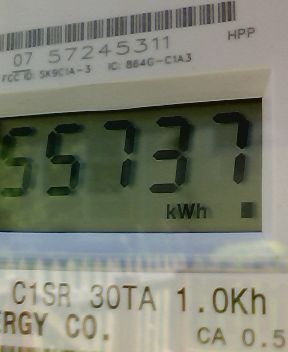 HPP
07 57245311
FCC ID: SK9C1A-3 IC: 864G-C1A3
55737
kWh
C1SR 30TA 1.0Kh
ERGY CO.
CA 0.5